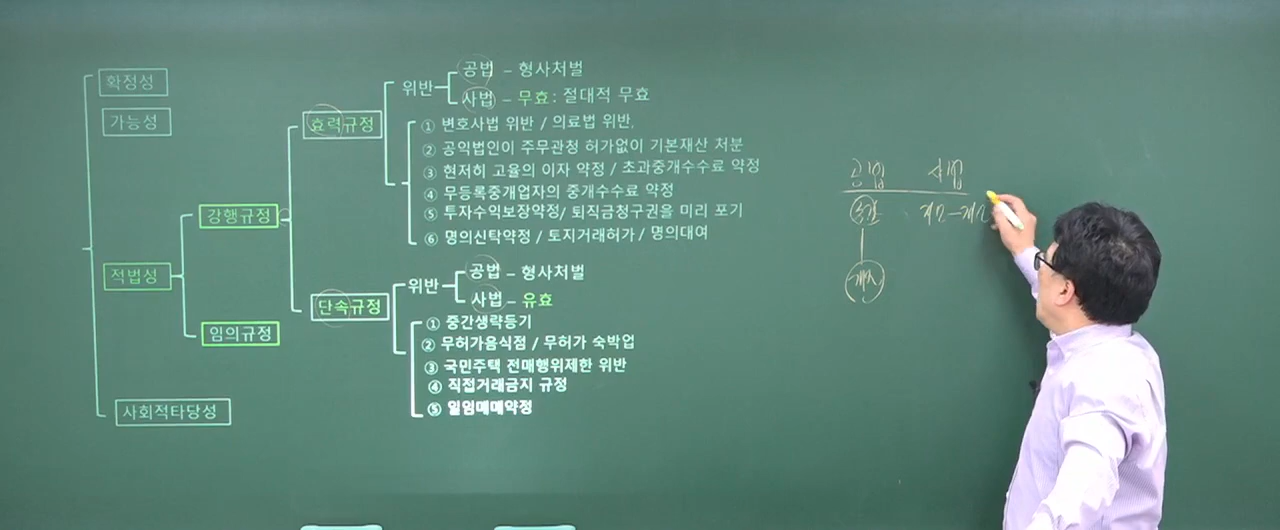 확정성
가능성
적법성
사회적타당성
강행규정
임의규정
효력규정
위반
공법 – 형사처벌
사법 – 무효: 절대적 무효
① 변호사법 위반 / 의료법 위반.
② 공익법인이 주무관청 허가없이 기본재산 처분
③ 현저히 고율의 이자 약정 / 초과중개수수료 약정
④ 무등록중개업자의 중개수수료 약정
⑤ 투자수익보장약정/ 퇴직금청구권을 미리 포기
⑥ 명의신탁약정 / 토지거래허가 / 명의대여
단속규정
위반
공법 – 형사처벌
사법 – 유효
① 중간생략등기
② 무허가음식점 / 무허가 숙박업
③ 국민주택 전매행위제한 위반
④ 직접거래금지 규정
⑤ 일임매매약정
공법 사법
국가 개인–개인
개인